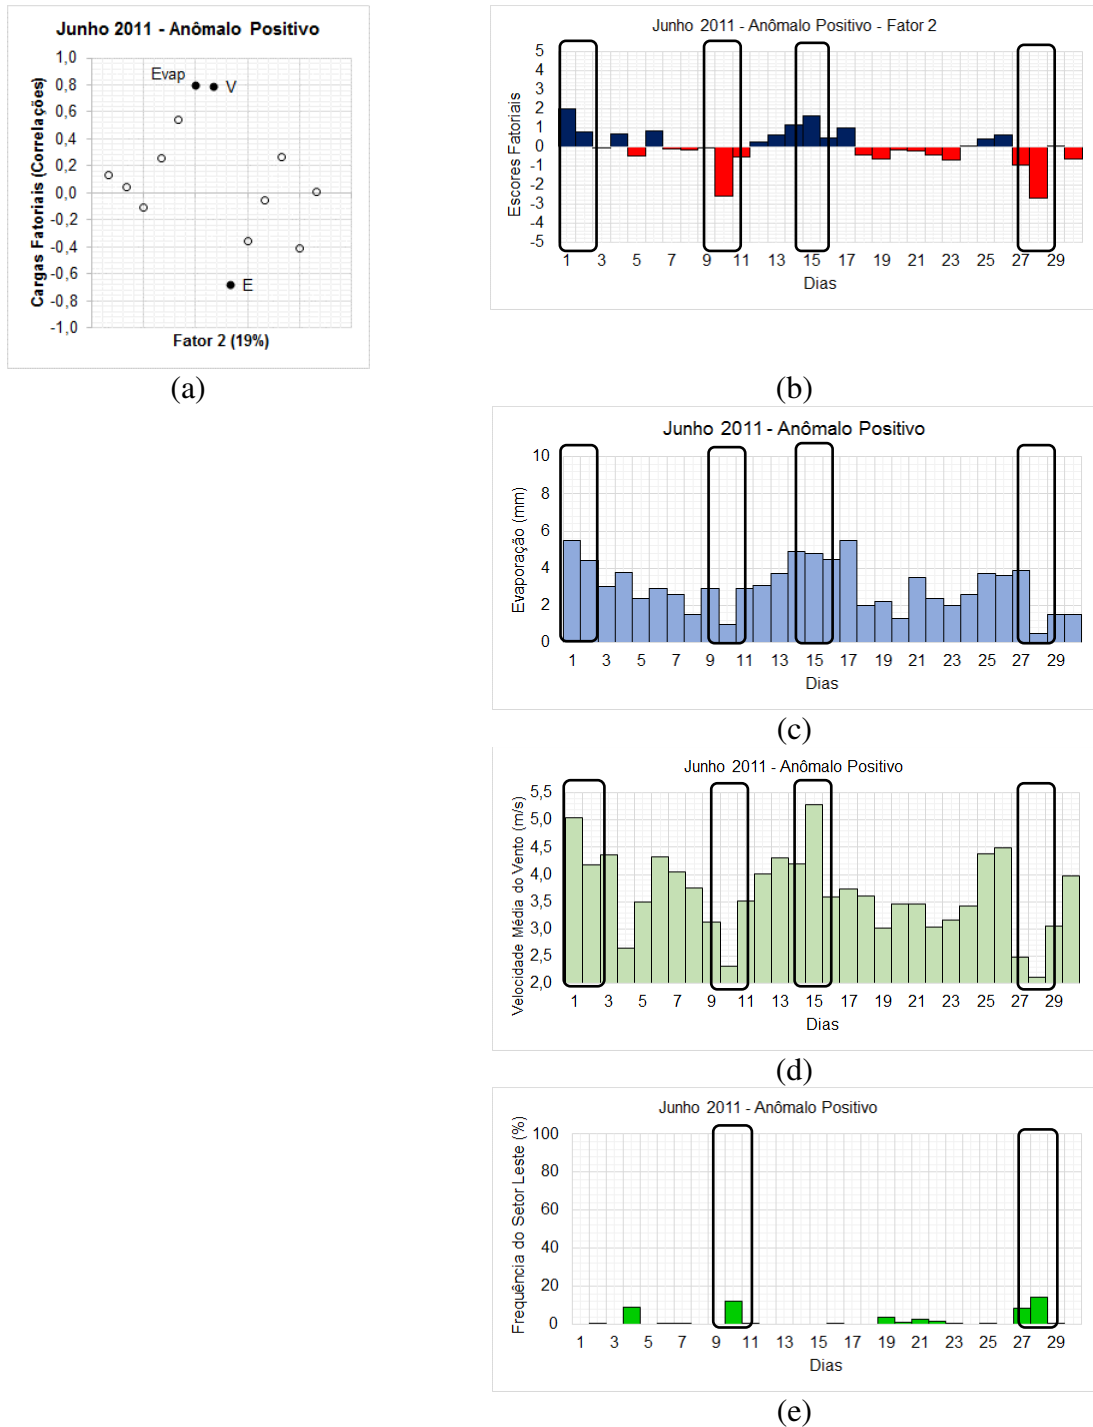 Junho 2011 - Anômalo Positivo
Cargas Fatoriais (Correlações)
1,0
0,8
0,6
0,4
0,2
0,0
-0,2
-0,4
-0,6
-0,8
-1,0
Evap
V
E
Fator 2 (19%)
(a)
Junho 2011 - Anômalo Positivo - Fator 2
Escores Fatoriais
5
4
3
2
1
0
-1
-2
-3
-4
-5
1 3 5 7 9 11 13 15 17 19 21 23 25 27 29
Dias
(b)
Junho 2011 - Anômalo Positivo
Evaporação (mm)
10
8
6
4
2
0
1 3 5 7 9 11 13 15 17 19 21 23 25 27 29
Dias
(c)
Junho 2011 - Anômalo Positivo
Velocidade Média do Vento (m/s)
5,5
5,0
4,5
4,0
3,5
3,0
2,5
2,0
1 3 5 7 9 11 13 15 17 19 21 23 25 27 29
Dias
(d)
Junho 2011 - Anômalo Positivo
Frequência do Setor Leste (%)
100
80
60
40
20
0
1 3 5 7 9 11 13 15 17 19 21 23 25 27 29
Dias
(e)